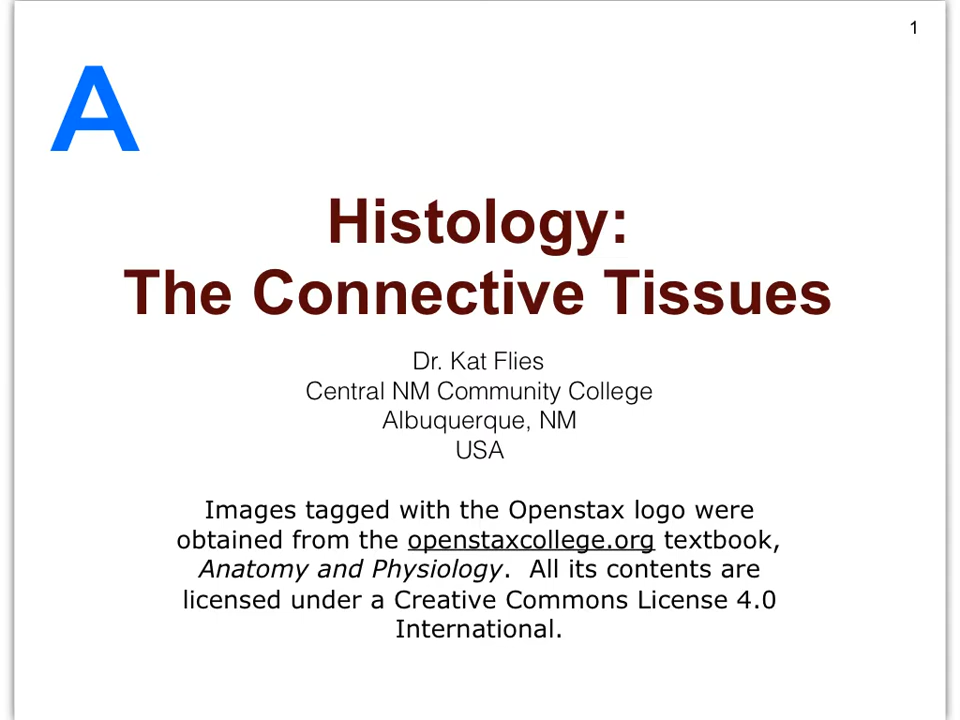 1
A
Histology:
The Connective Tissues
Dr. Kat Flies
Central NM Community College
Albuquerque, NM
USA
Images tagged with the Openstax logo were
obtained from the openstaxcollege.org textbook,
Anatomy and Physiology.  All its contents are
licensed under a Creative Commons License 4.0
International.